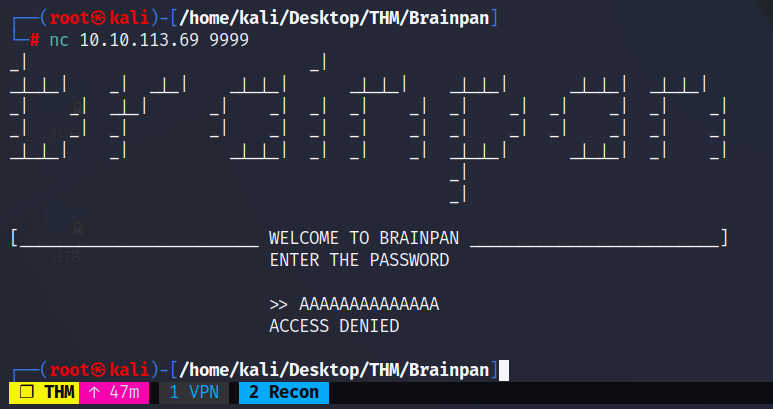 ┌──(root㉿kali)-[/home/kali/Desktop/THM/Brainpan]
└─# nc 10.10.113.69 9999
_|                            _|
_|_|_|    _|  _|_|    _|_|_|      _|_|_|    _|_|_|      _|_|_|  _|_|_|
_|    _|  _|_|      _|    _|  _|  _|    _|  _|    _|  _|    _|  _|    _|
_|    _|  _|        _|    _|  _|  _|    _|  _|    _|  _|    _|  _|    _|
_|_|_|    _|          _|_|_|  _|  _|    _|  _|_|_|      _|_|_|  _|    _|
                                            _|
                                            _|
[________________________ WELCOME TO BRAINPAN _________________________]
ENTER THE PASSWORD
>> AAAAAAAAAAAAAA
ACCESS DENIED
┌──(root㉿kali)-[/home/kali/Desktop/THM/Brainpan]
❐ THM ↑ 47m 1 VPN 2 Recon